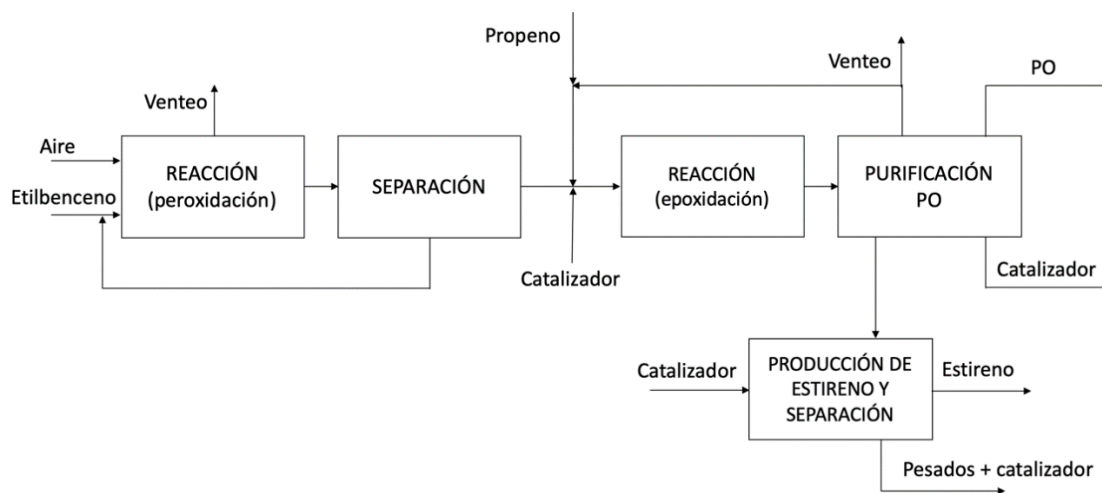 Propeno
Venteo
PO
Venteo
Aire
Etilbenceno
REACCIÓN
(peroxidación)
SEPARACIÓN
REACCIÓN
(epoxidación)
PURIFICACIÓN
PO
Catalizador
Catalizador
Catalizador
PRODUCCIÓN DE
ESTIRENO Y
SEPARACIÓN
Estireno
Pesados + catalizador